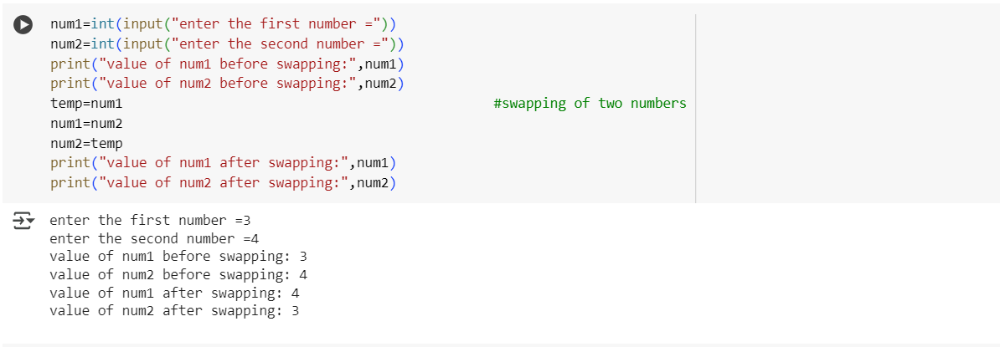 num1=int(input("enter the first number ="))
num2=int(input("enter the second number ="))
print("value of num1 before swapping:",num1)
print("value of num2 before swapping:",num2)
temp=num1 #swapping of two numbers
num1=num2
num2=temp
print("value of num1 after swapping:",num1)
print("value of num2 after swapping:",num2)
enter the first number =3
enter the second number =4
value of num1 before swapping: 3
value of num2 before swapping: 4
value of num1 after swapping: 4
value of num2 after swapping: 3